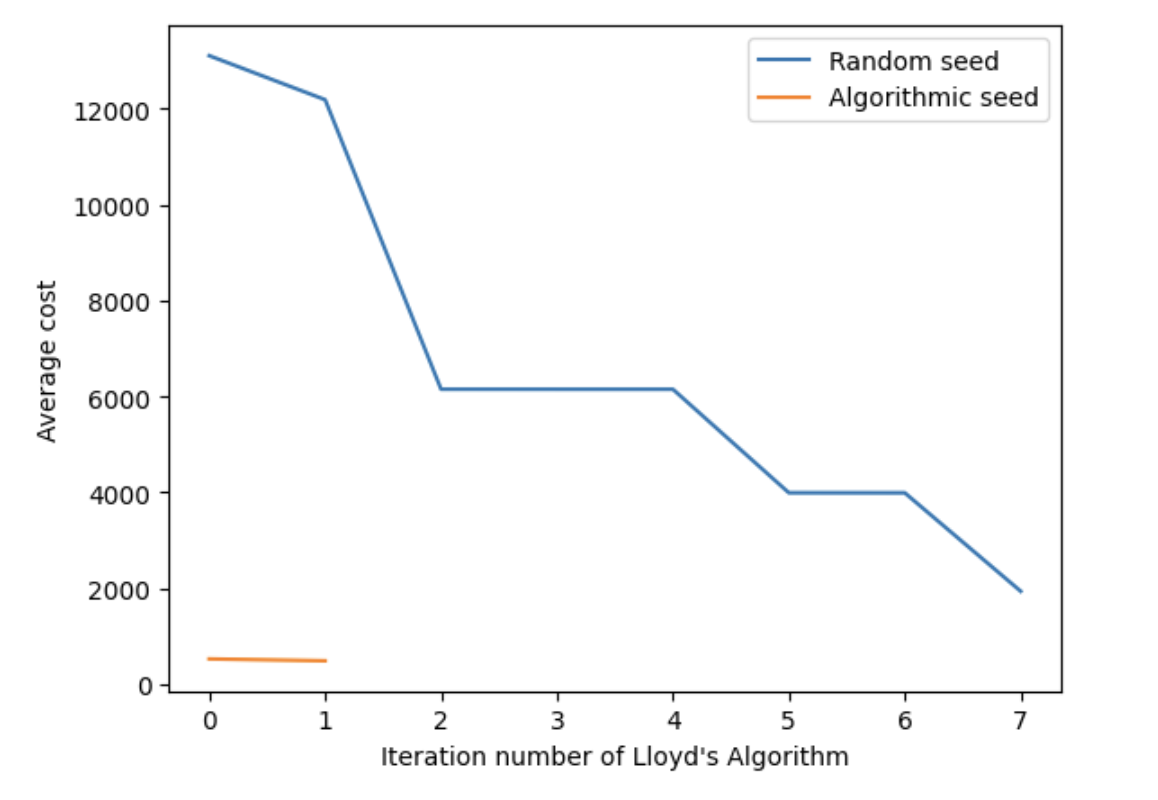 Random seed
Algorithmic seed
12000
10000
8000
6000
4000
2000
0
Average cost
0 1 2 3 4 5 6 7
Iteration number of Lloyd's Algorithm